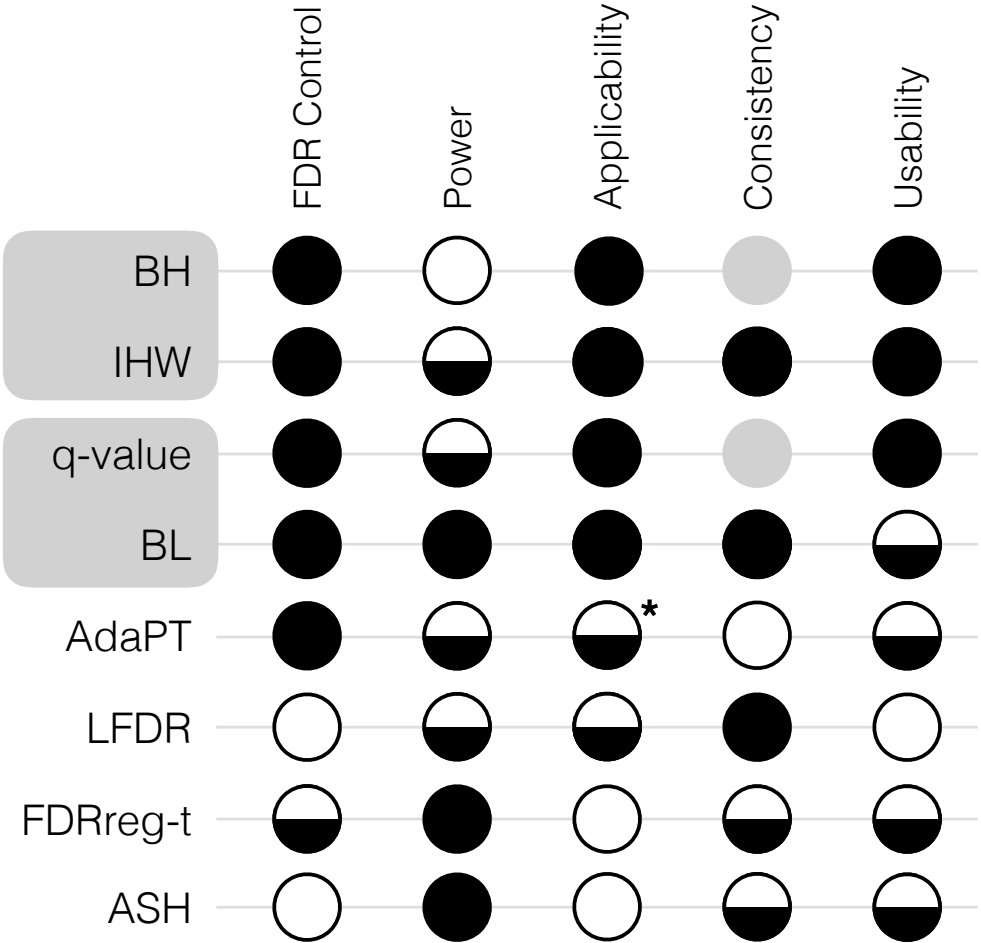 FDR Control
Power
Applicability
Consistency
Usability
BH
IHW
q-value
BL
AdaPT
*
LFDR
FDRreg-t
ASH